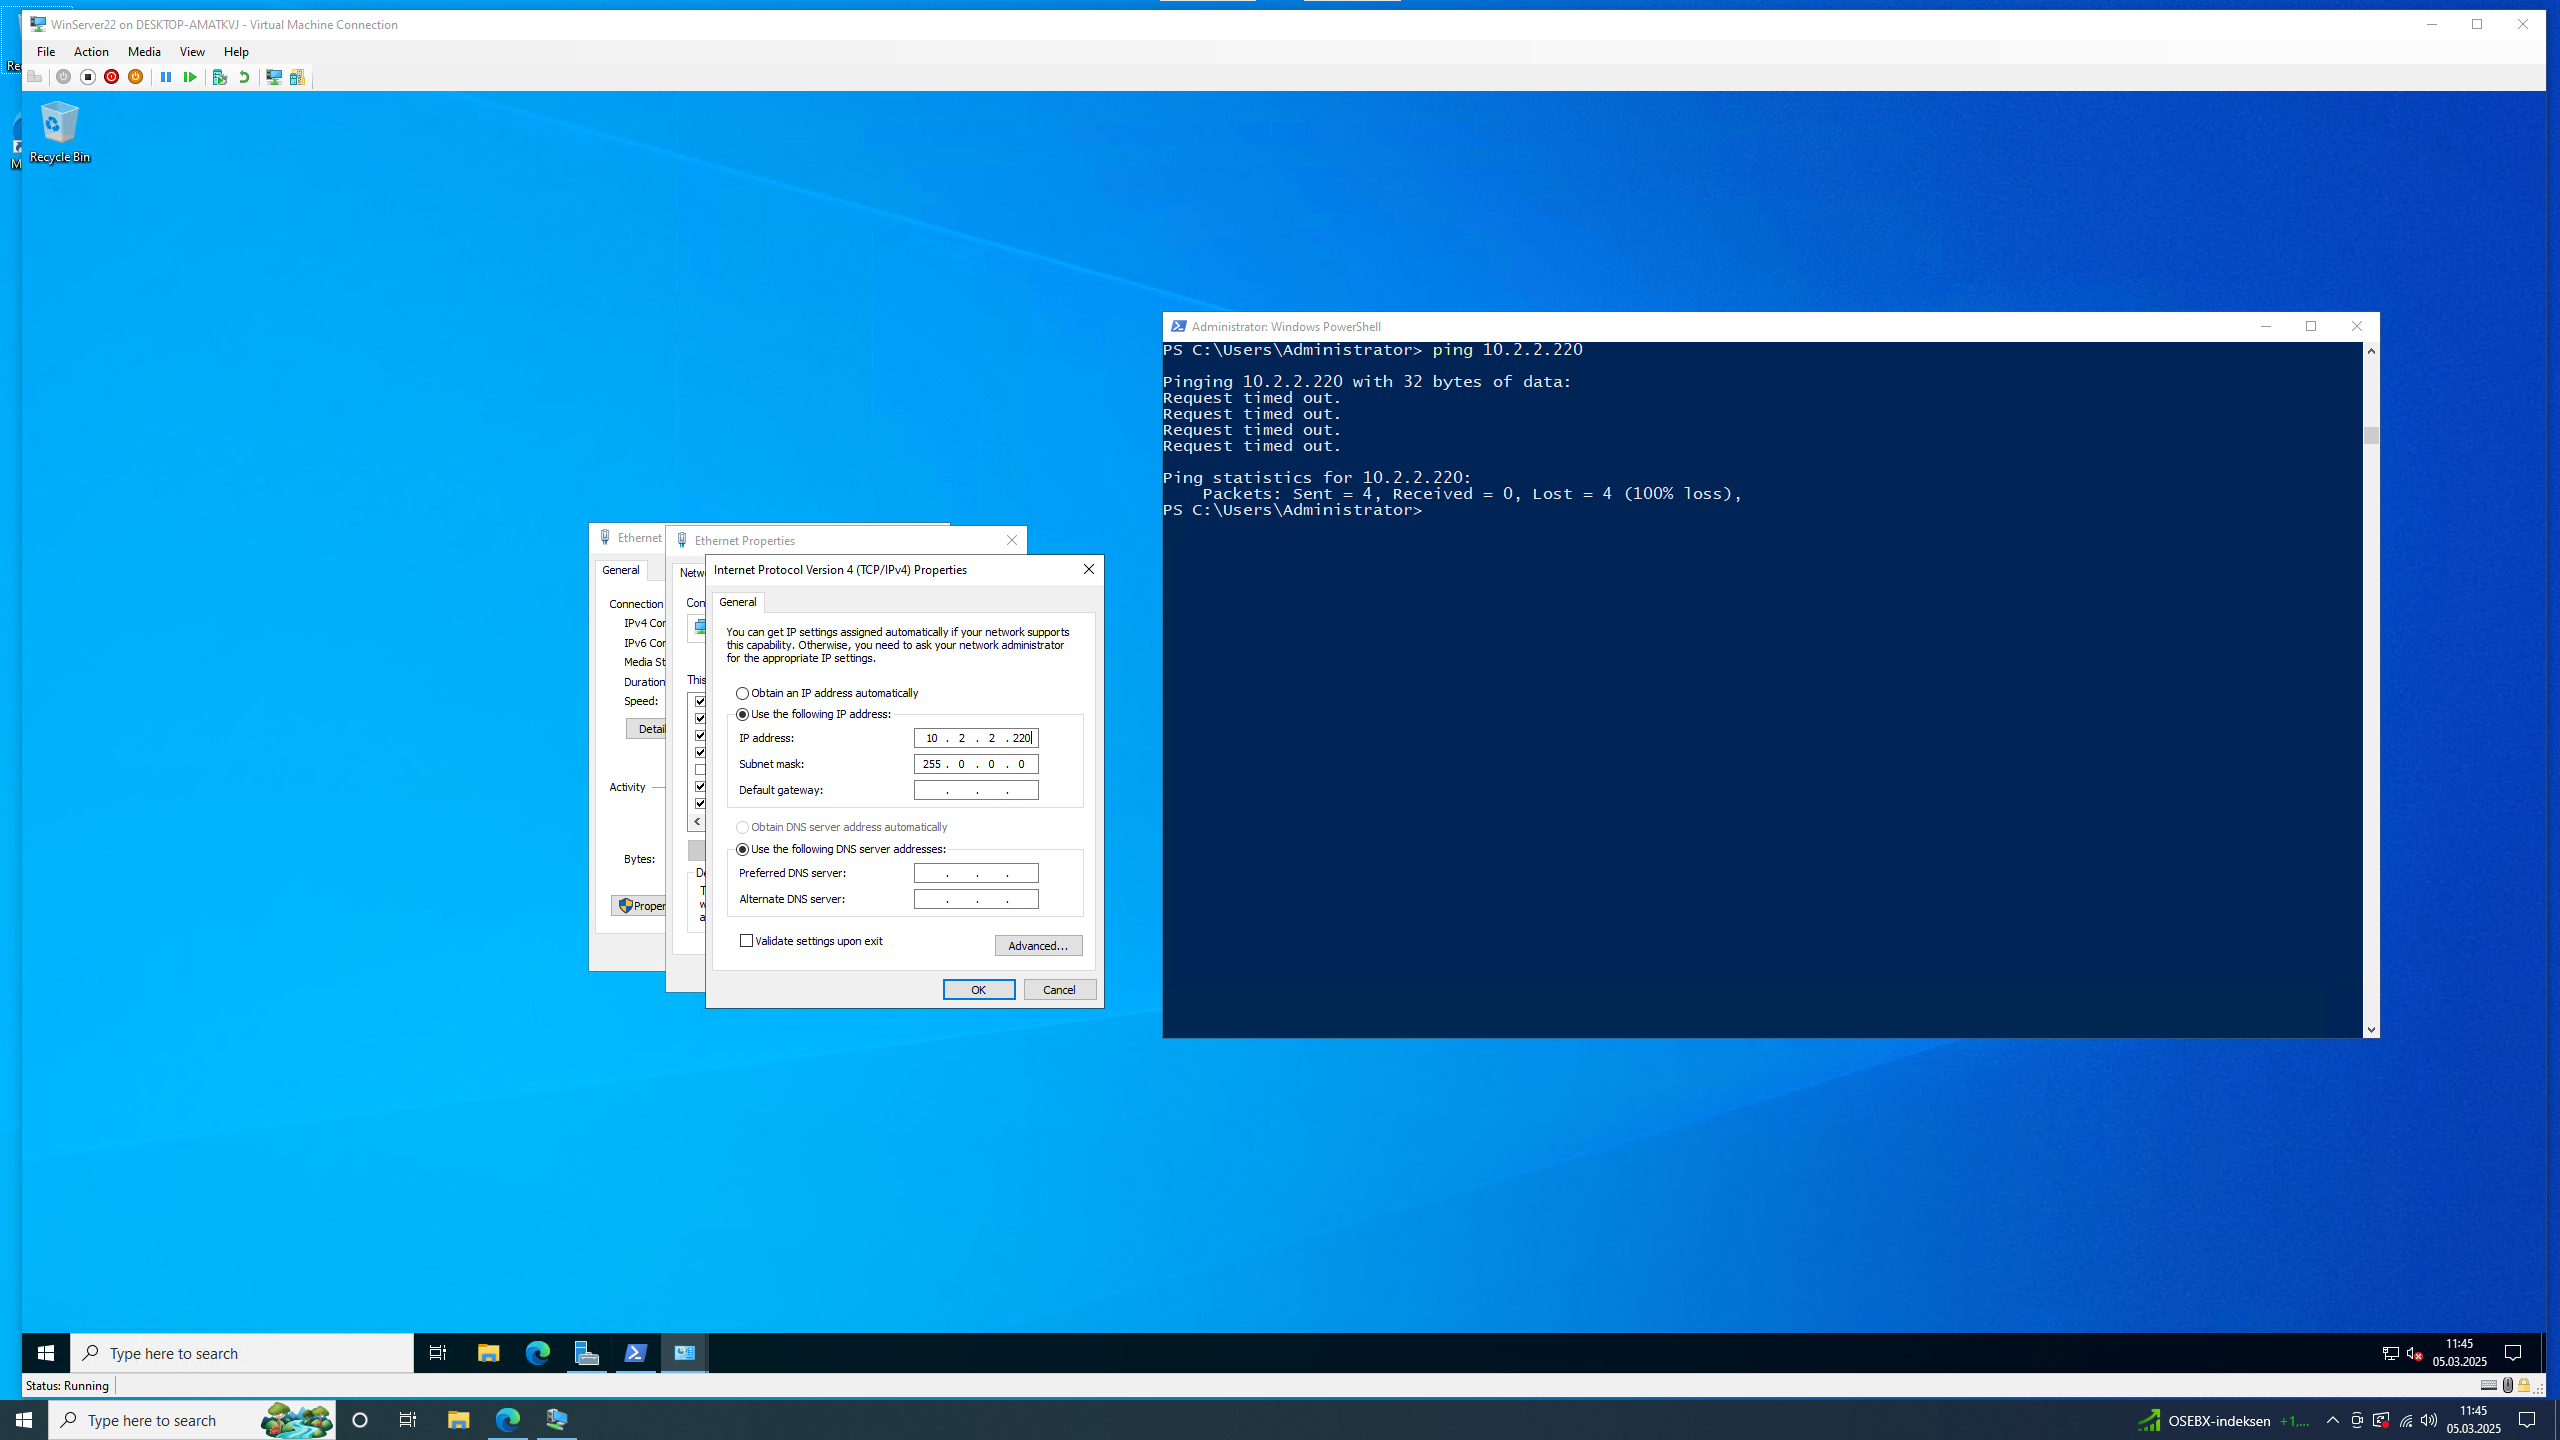 WinServer22 on DESKTOP-AMATKVJ - Virtual Machine Connection
File Action Media View Help
Recycle Bin
Administrator: Windows PowerShell
PS C:\Users\Administrator> ping 10.2.2.220
Pinging 10.2.2.220 with 32 bytes of data:
Request timed out.
Request timed out.
Request timed out.
Request timed out.
Ping statistics for 10.2.2.220:
Packets: Sent = 4, Received = 0, Lost = 4 (100% loss),
PS C:\Users\Administrator>
Ethernet
General
Connection
IPv4 Cor
IPv6 Cor
Media St
Duration
Speed:
Detail
Activity
Bytes:
Proper
Ethernet Properties
Netw
Con
This
De
T
w
a
Internet Protocol Version 4 (TCP/IPv4) Properties
General
You can get IP settings assigned automatically if your network supports
this capability. Otherwise, you need to ask your network administrator
for the appropriate IP settings.
Obtain an IP address automatically
Use the following IP address:
IP address: 10 . 2 . 2 . 220
Subnet mask: 255 . 0 . 0 . 0
Default gateway: . . .
Obtain DNS server address automatically
Use the following DNS server addresses:
Preferred DNS server: . . .
Alternate DNS server: . . .
Validate settings upon exit
Advanced...
OK Cancel
Type here to search
11:45
05.03.2025
Status: Running
Type here to search
OSEBX-indeksen +1,...
11:45
05.03.2025